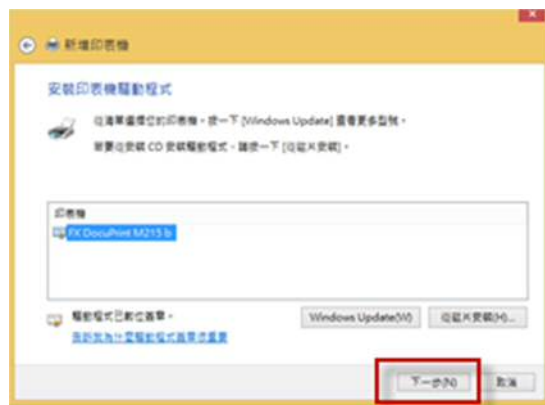 新增印表機
安裝印表機驅動程式
從清單選擇您的印表機。按一下 [Windows Update] 查看更多型號。
若要從安裝 CD 安裝驅動程式，請按一下 [從磁片安裝]。
印表機
FX DocuPrint M215 b
驅動程式已數位簽章。
Windows Update(W)
從磁片安裝(H)...
告訴我為什麼驅動程式簽章很重要
下一步(N)
取消